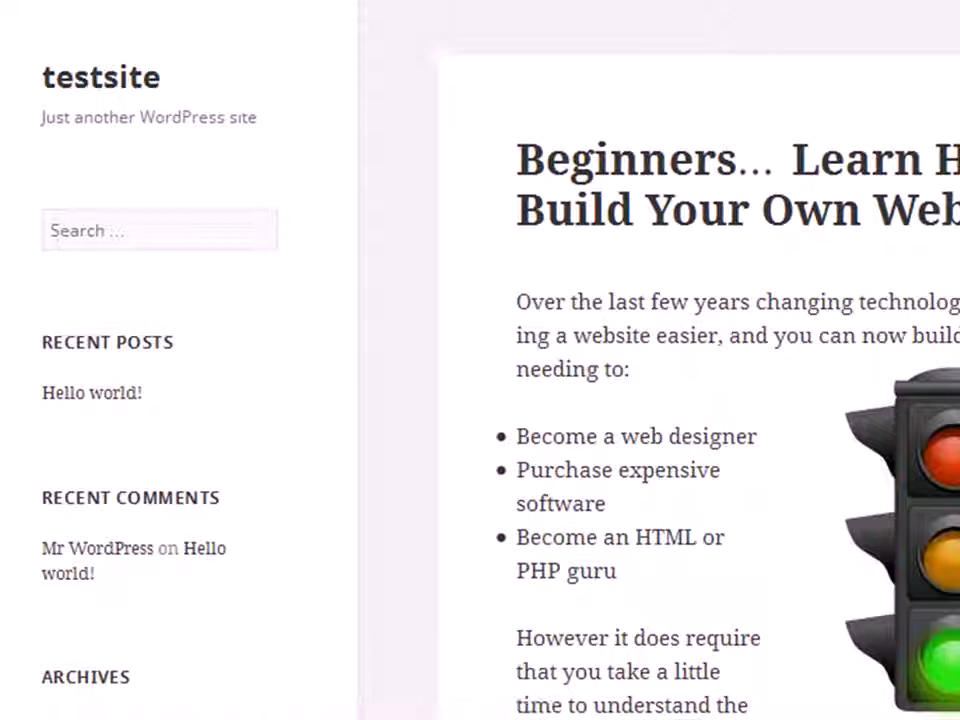 testsite
Just another WordPress site
Search ...
RECENT POSTS
Hello world!
RECENT COMMENTS
Mr WordPress on Hello
world!
ARCHIVES
Beginners... Learn H
Build Your Own Web
Over the last few years changing technolog
ing a website easier, and you can now build
needing to:
• Become a web designer
• Purchase expensive
software
• Become an HTML or
PHP guru
However it does require
that you take a little
time to understand the